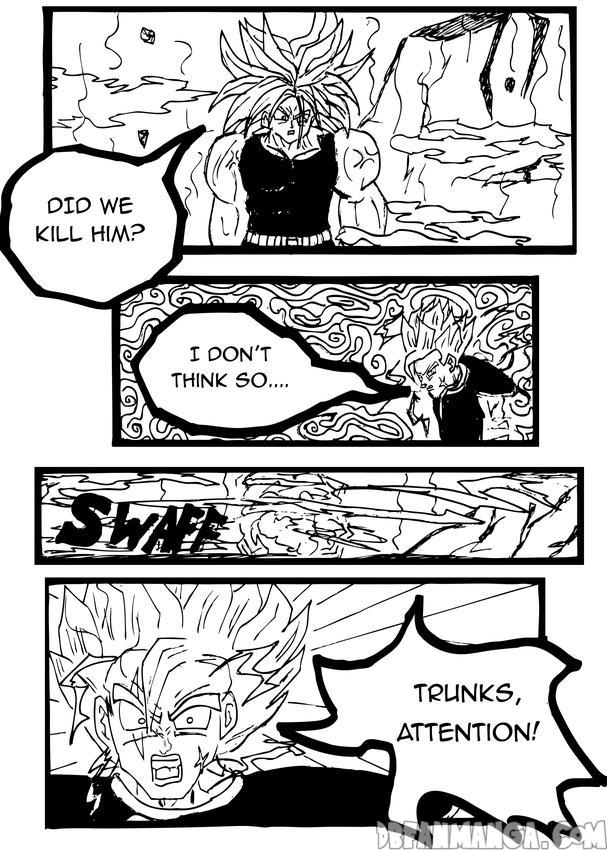 DID WE
KILL HIM?
I DON'T
THINK SO....
SWAFF
TRUNKS,
ATTENTION!
DBFANMANGA.COM